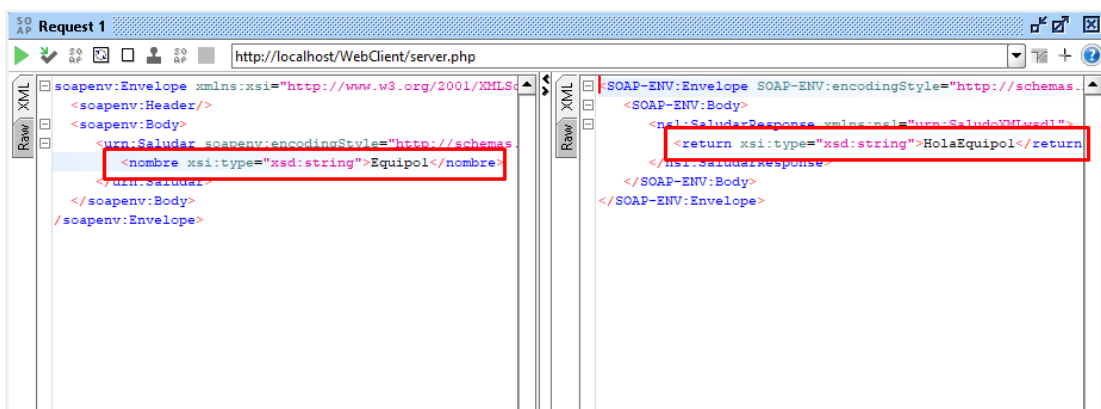 SOAP Request 1
http://localhost/WebClient/server.php
XML
Raw
soapenv:Envelope xmlns:xsi="http://www.w3.org/2001/XMLSc
<soapenv:Header/>
<soapenv:Body>
<urn:Saludar soapenv:encodingStyle="http://schemas.
<nombre xsi:type="xsd:string">Equipo1</nombre>
</urn:Saludar>
</soapenv:Body>
/soapenv:Envelope>
XML
Raw
<SOAP-ENV:Envelope SOAP-ENV:encodingStyle="http://schemas.
<SOAP-ENV:Body>
<ns1:SaludarResponse xmlns:ns1="urn:SaludoXMLwsdl">
<return xsi:type="xsd:string">HolaEquipo1</return
</ns1:SaludarResponse>
</SOAP-ENV:Body>
</SOAP-ENV:Envelope>